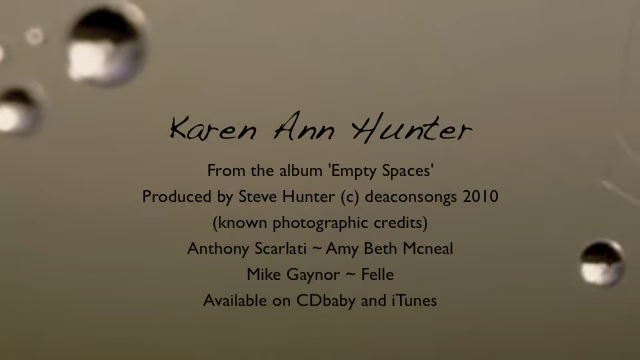 Karen Ann Hunter
From the album 'Empty Spaces'
Produced by Steve Hunter (c) deaconsongs 2010
(known photographic credits)
Anthony Scarlati ~ Amy Beth Mcneal
Mike Gaynor ~ Felle
Available on CDbaby and iTunes